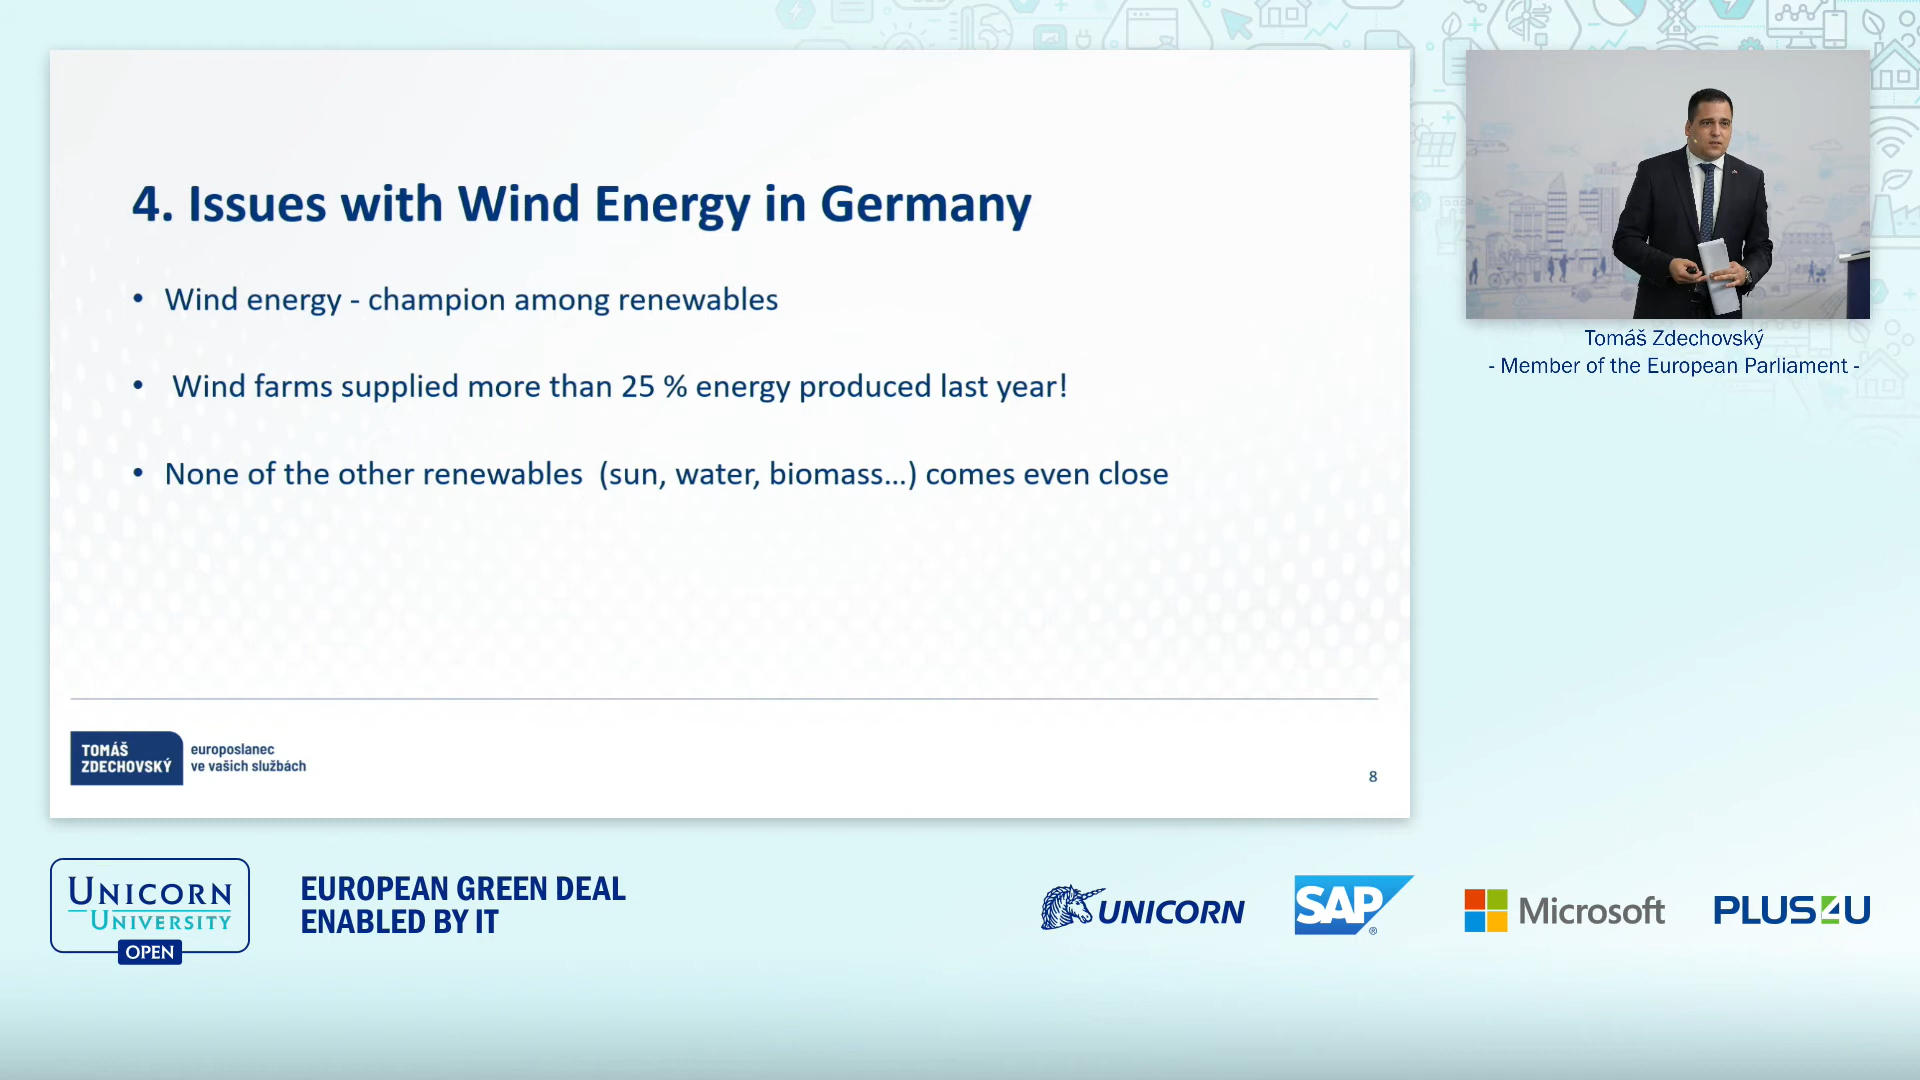 4. Issues with Wind Energy in Germany
• Wind energy - champion among renewables
• Wind farms supplied more than 25 % energy produced last year!
• None of the other renewables (sun, water, biomass...) comes even close
TOMÁŠ
ZDECHOVSKÝ
europoslanec
ve vašich službách
8
Tomáš Zdechovský
- Member of the European Parliament -
UNICORN
UNIVERSITY
OPEN
EUROPEAN GREEN DEAL
ENABLED BY IT
UNICORN
SAP®
Microsoft
PLUS4U